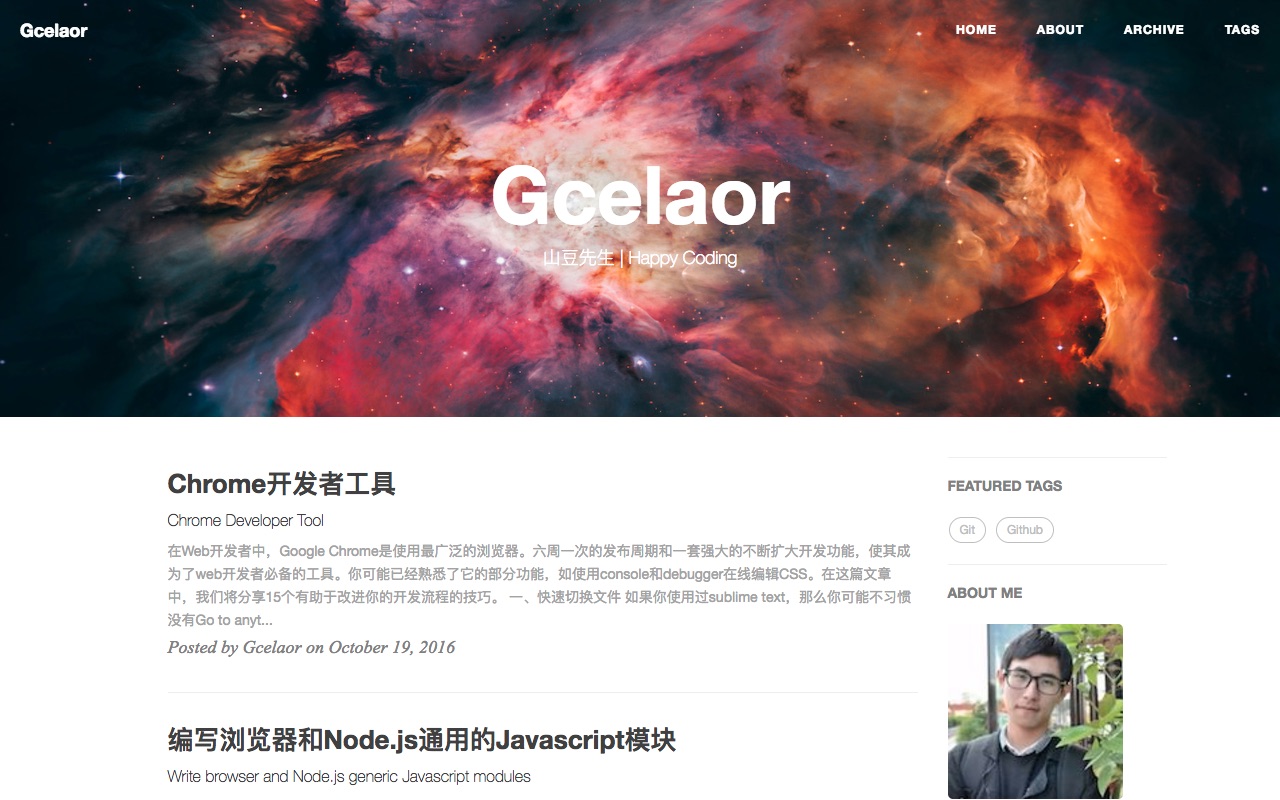 Gcelaor
HOME ABOUT ARCHIVE TAGS
Gcelaor
山豆先生 | Happy Coding
Chrome开发者工具
Chrome Developer Tool
在Web开发者中，Google Chrome是使用最广泛的浏览器。六周一次的发布周期和一套强大的不断扩大开发功能，使其成
为了web开发者必备的工具。你可能已经熟悉了它的部分功能，如使用console和debugger在线编辑CSS。在这篇文章
中，我们将分享15个有助于改进你的开发流程的技巧。 一、快速切换文件 如果你使用过sublime text，那么你可能不习惯
没有Go to anyt...
Posted by Gcelaor on October 19, 2016
编写浏览器和Node.js通用的Javascript模块
Write browser and Node.js generic Javascript modules
FEATURED TAGS
Git Github
ABOUT ME